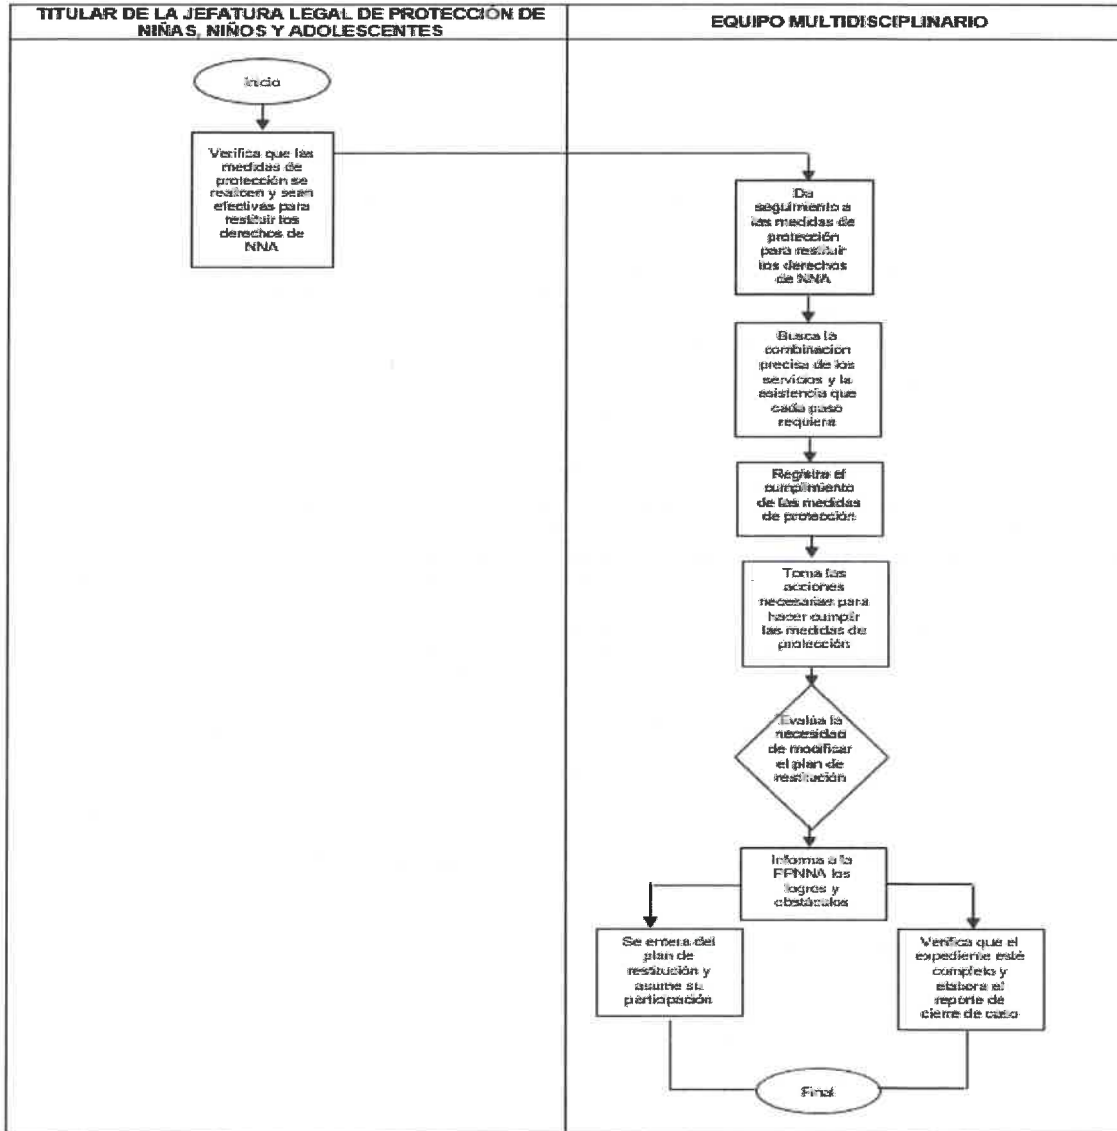 TITULAR DE LA JEFATURA LEGAL DE PROTECCIÓN DE
NIÑAS, NIÑOS Y ADOLESCENTES
EQUIPO MULTIDISCIPLINARIO
Inicio
Verifica que las
medidas de
protección se
realicen y sean
efectivas para
restituir los
derechos de
NNA
Da
seguimiento a
las medidas de
protección
para restituir
los derechos
de NNA
Busca la
combinación
precisa de los
servicios y la
asistencia que
cada paso
requiera
Registra el
cumplimiento
de las medidas
de protección
Toma las
acciones
necesarias para
hacer cumplir
las medidas de
protección
Evalúa la
necesidad
de modificar
el plan de
restitución
Informa a la
PPNNA los
logros y
obstáculos
Se entera del
plan de
restitución y
asume su
participación
Verifica que el
expediente esté
completo y
elabora el
reporte de
cierre de caso
Final